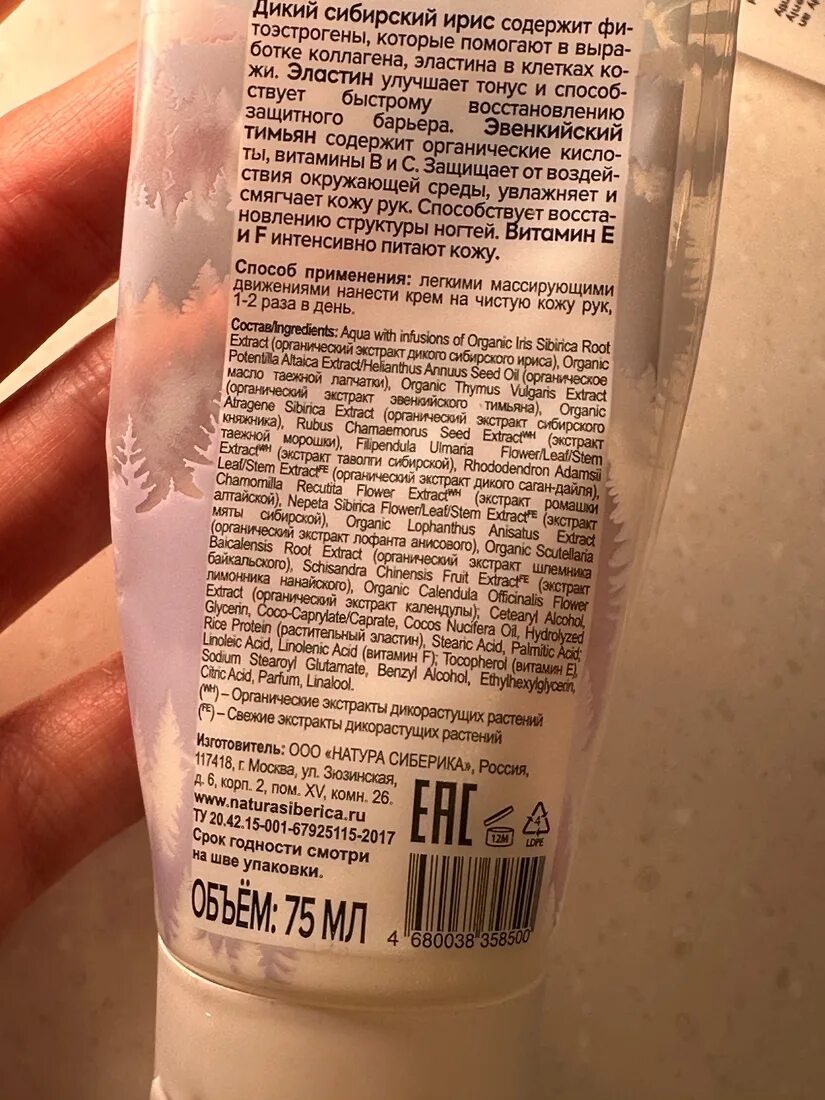 Дикий сибирский ирис содержит фи-
тоэстрогены, которые помогают в выра-
ботке коллагена, эластина в клетках ко-
жи. Эластин улучшает тонус и способ-
ствует быстрому восстановлению
защитного барьера. Эвенкийский
тимьян содержит органические кисло-
ты, витамины В и С. Защищает от воздей-
ствия окружающей среды, увлажняет и
смягчает кожу рук. Способствует восста-
новлению структуры ногтей. Витамин Е
и F интенсивно питают кожу.
Способ применения: легкими массирующими
движениями нанести крем на чистую кожу рук,
1-2 раза в день.
Состав/Ingredients: Aqua with infusions of Organic Iris Sibirica Root
Extract (органический экстракт дикого сибирского ириса), Organic
Potentilla Altaica Extract/Helianthus Annuus Seed Oil (органическое
масло таежной лапчатки), Organic Thymus Vulgaris Extract
(органический экстракт эвенкийского тимьяна), Organic
Atragene Sibirica Extract (органический экстракт сибирского
княжика), Rubus Chamaemorus Seed Extract(WH) (экстракт
таежной морошки), Filipendula Ulmaria Flower/Leaf/Stem
Extract(WH) (экстракт таволги сибирской), Rhododendron Adamsii
Leaf/Stem Extract(FE) (органический экстракт дикого саган-дайля),
Chamomilla Recutita Flower Extract(WH) (экстракт ромашки
алтайской), Nepeta Sibirica Flower/Leaf/Stem Extract(FE) (экстракт
мяты сибирской), Organic Lophanthus Anisatus Extract
(органический экстракт лофанта анисового), Organic Scutellaria
Baicalensis Root Extract (органический экстракт шлемника
байкальского), Schisandra Chinensis Fruit Extract(FE) (экстракт
лимонника нанайского), Organic Calendula Officinalis Flower
Extract (органический экстракт календулы); Cetearyl Alcohol,
Glycerin, Coco-Caprylate/Caprate, Cocos Nucifera Oil, Hydrolyzed
Rice Protein (растительный эластин), Stearic Acid, Palmitic Acid;
Linoleic Acid, Linolenic Acid (витамин F); Tocopherol (витамин E),
Sodium Stearoyl Glutamate, Benzyl Alcohol, Ethylhexylglycerin,
Citric Acid, Parfum, Linalool.
(WH) – Органические экстракты дикорастущих растений
(FE) – Свежие экстракты дикорастущих растений
Изготовитель: ООО «НАТУРА СИБЕРИКА», Россия,
117418, г. Москва, ул. Зюзинская,
д. 6, корп. 2, пом. XV, комн. 26.
www.naturasiberica.ru
ТУ 20.42.15-001-67925115-2017
Срок годности смотри
на шве упаковки.
ОБЪЁМ: 75 МЛ
EAC
12M
4
LDPE
4 680038 358500